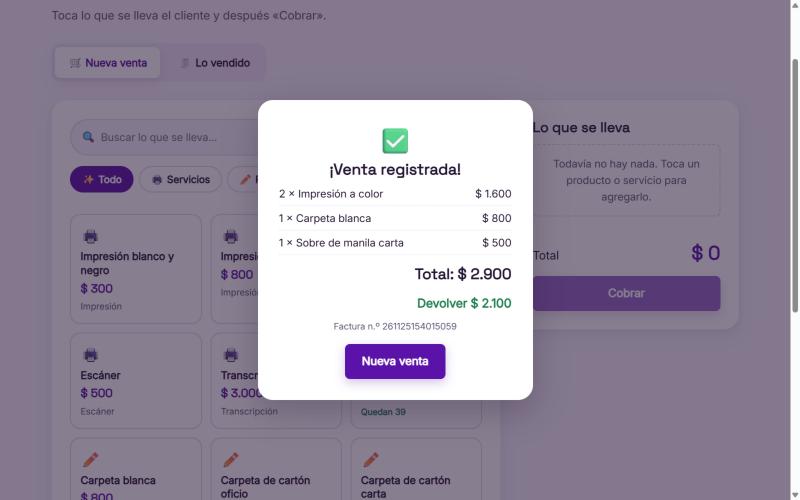 Toca lo que se lleva el cliente y después «Cobrar».
Nueva venta
Lo vendido
Buscar lo que se lleva...
Todo
Servicios
Impresión blanco y
negro
$ 300
Impresión
$ 800
Escáner
$ 500
Escáner
$ 3.000
Transcripción
Quedan 39
Carpeta blanca
$ 800
Carpeta de cartón
oficio
Carpeta de cartón
carta
¡Venta registrada!
2 × Impresión a color $ 1.600
1 × Carpeta blanca $ 800
1 × Sobre de manila carta $ 500
Total: $ 2.900
Devolver $ 2.100
Factura n.º 261125154015059
Nueva venta
Lo que se lleva
Todavía no hay nada. Toca un
producto o servicio para
agregarlo.
Total $ 0
Cobrar